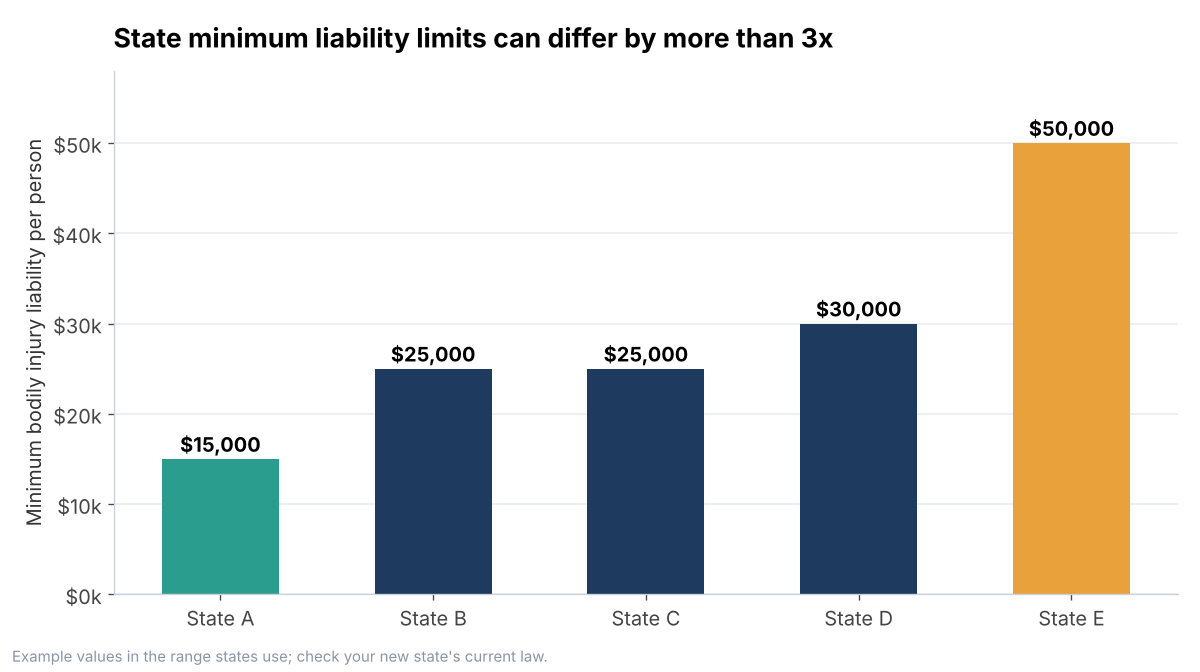 State minimum liability limits can differ by more than 3x
Minimum bodily injury liability per person
$50k
$40k
$30k
$20k
$10k
$0k
$15,000
$25,000
$25,000
$30,000
$50,000
State A
State B
State C
State D
State E
Example values in the range states use; check your new state's current law.